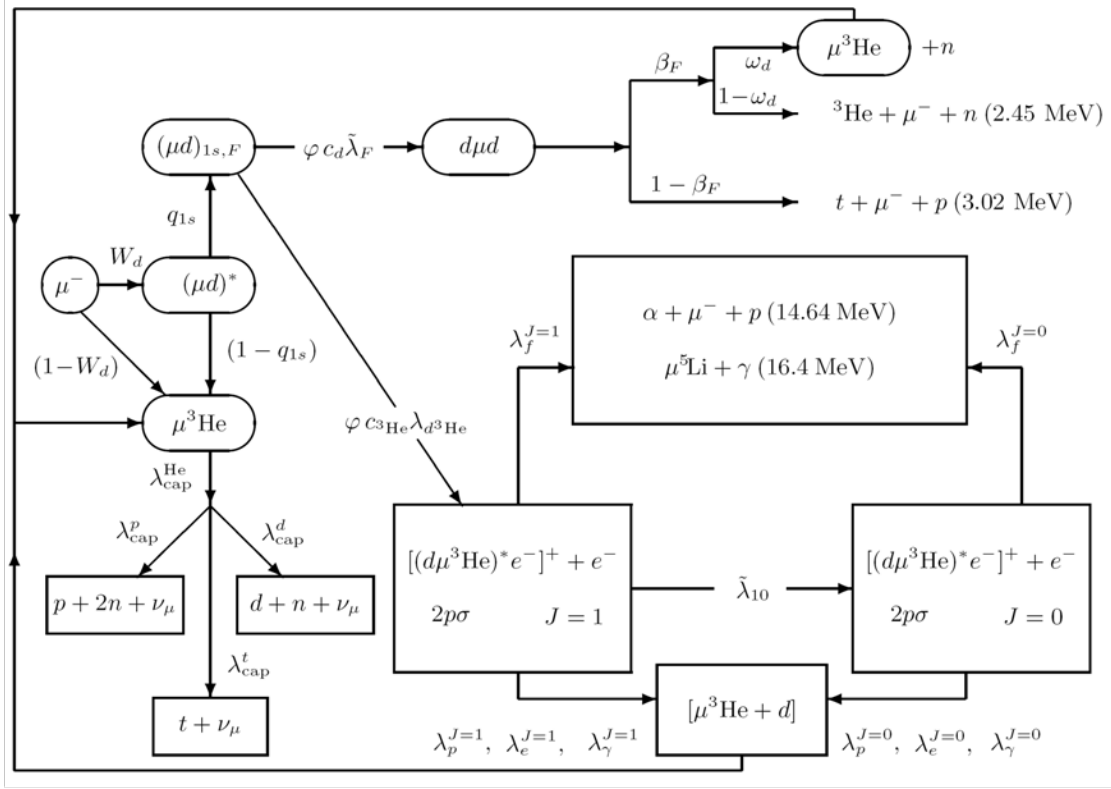 μ³He +n
β_F
ω_d
1−ω_d
³He + μ⁻ + n (2.45 MeV)
(μd)_{1s,F}
φ c_d λ̃_F
dμd
1 − β_F
t + μ⁻ + p (3.02 MeV)
q_{1s}
W_d
μ⁻
(μd)*
α + μ⁻ + p (14.64 MeV)
λ_f^{J=1}
λ_f^{J=0}
(1−W_d)
(1 − q_{1s})
μ⁵Li + γ (16.4 MeV)
μ³He
φ c_{³He} λ_{d³He}
λ_cap^{He}
λ_cap^p
λ_cap^d
[(dμ³He)*e⁻]⁺ + e⁻
[(dμ³He)*e⁻]⁺ + e⁻
p + 2n + ν_μ
d + n + ν_μ
λ̃_{10}
2pσ J = 1
2pσ J = 0
λ_cap^t
t + ν_μ
[μ³He + d]
λ_p^{J=1}, λ_e^{J=1}, λ_γ^{J=1}
λ_p^{J=0}, λ_e^{J=0}, λ_γ^{J=0}